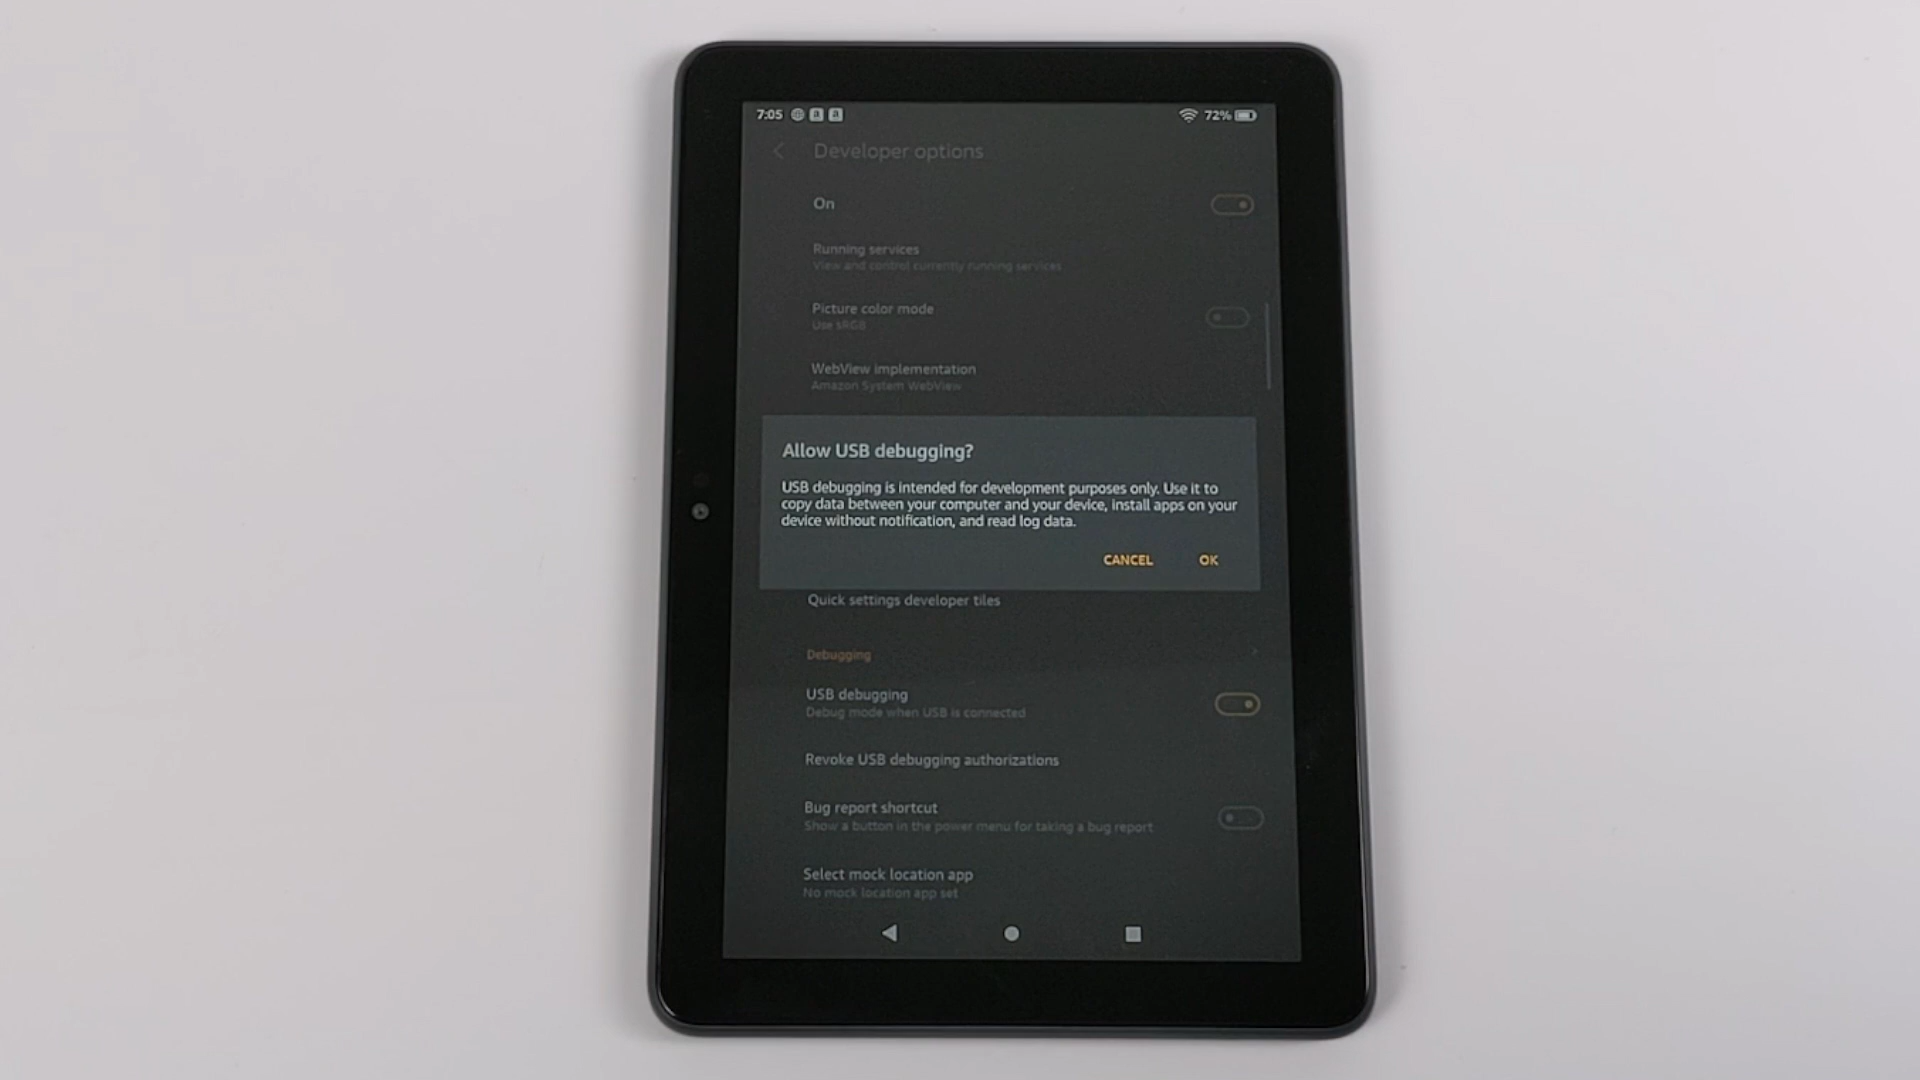 7:05 a a 72%
Developer options
On
Running services
View and control currently running services
Picture color mode
Use sRGB
WebView implementation
Amazon System WebView
Allow USB debugging?
USB debugging is intended for development purposes only. Use it to
copy data between your computer and your device, install apps on your
device without notification, and read log data.
CANCEL OK
Quick settings developer tiles
Debugging
USB debugging
Debug mode when USB is connected
Revoke USB debugging authorizations
Bug report shortcut
Show a button in the power menu for taking a bug report
Select mock location app
No mock location app set